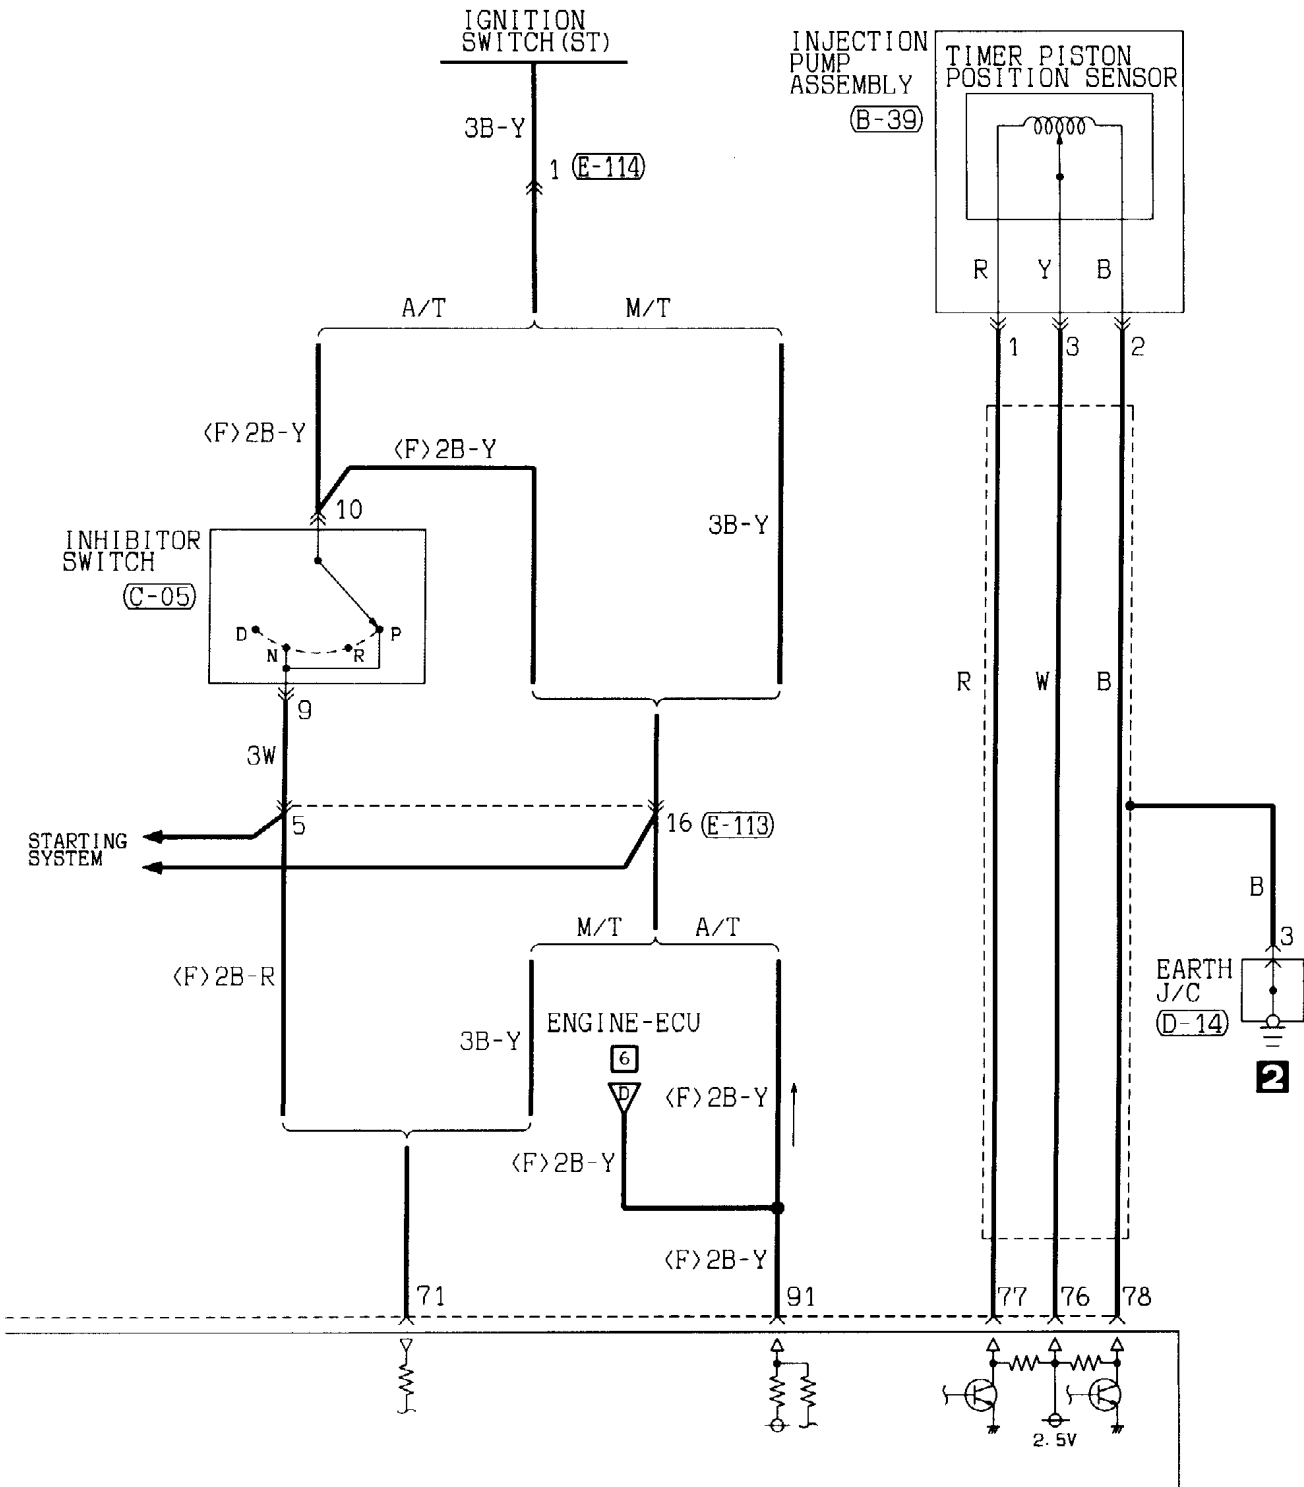 IGNITION
SWITCH(ST)
INJECTION
PUMP
ASSEMBLY
B-39
TIMER PISTON
POSITION SENSOR
3B-Y
1 E-114
R Y B
A/T M/T
1 3 2
<F>2B-Y
<F>2B-Y
10
3B-Y
INHIBITOR
SWITCH
C-05
D N R P
R W B
9
3W
5
16 E-113
STARTING
SYSTEM
B
3
M/T A/T
<F>2B-R
EARTH
J/C
D-14
2
ENGINE-ECU
6
D
3B-Y
<F>2B-Y
<F>2B-Y
<F>2B-Y
71 91 77 76 78
2.5V